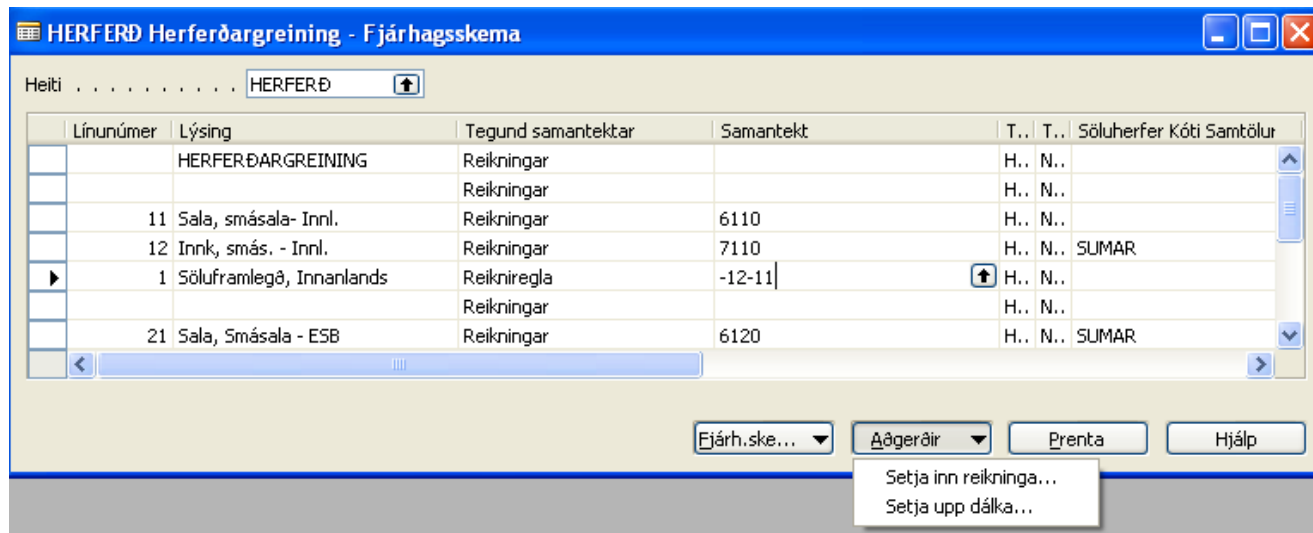 HERFERÐ Herferðargreining - Fjárhagsskema
Heiti . . . . . . . . . . HERFERÐ
Línunúmer Lýsing Tegund samantektar Samantekt T.. T.. Söluherfer Kóti Samtölur
HERFERÐARGREINING Reikningar H.. N..
Reikningar H.. N..
11 Sala, smásala- Innl. Reikningar 6110 H.. N..
12 Innk, smás. - Innl. Reikningar 7110 H.. N.. SUMAR
1 Söluframlegð, Innanlands Reikniregla -12-11 H.. N..
Reikningar H.. N..
21 Sala, Smásala - ESB Reikningar 6120 H.. N.. SUMAR
Fjárh.ske... Aðgerðir Prenta Hjálp
Setja inn reikninga...
Setja upp dálka...